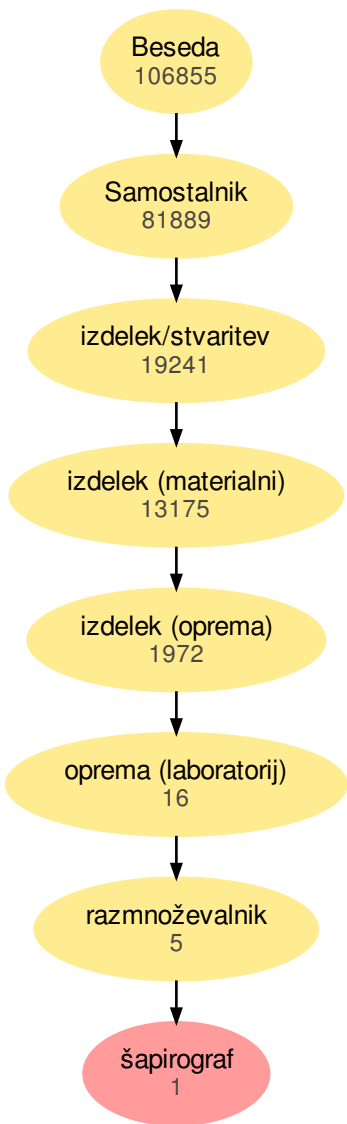 Beseda
106855
Samostalnik
81889
izdelek/stvaritev
19241
izdelek (materialni)
13175
izdelek (oprema)
1972
oprema (laboratorij)
16
razmnoževalnik
5
šapirograf
1